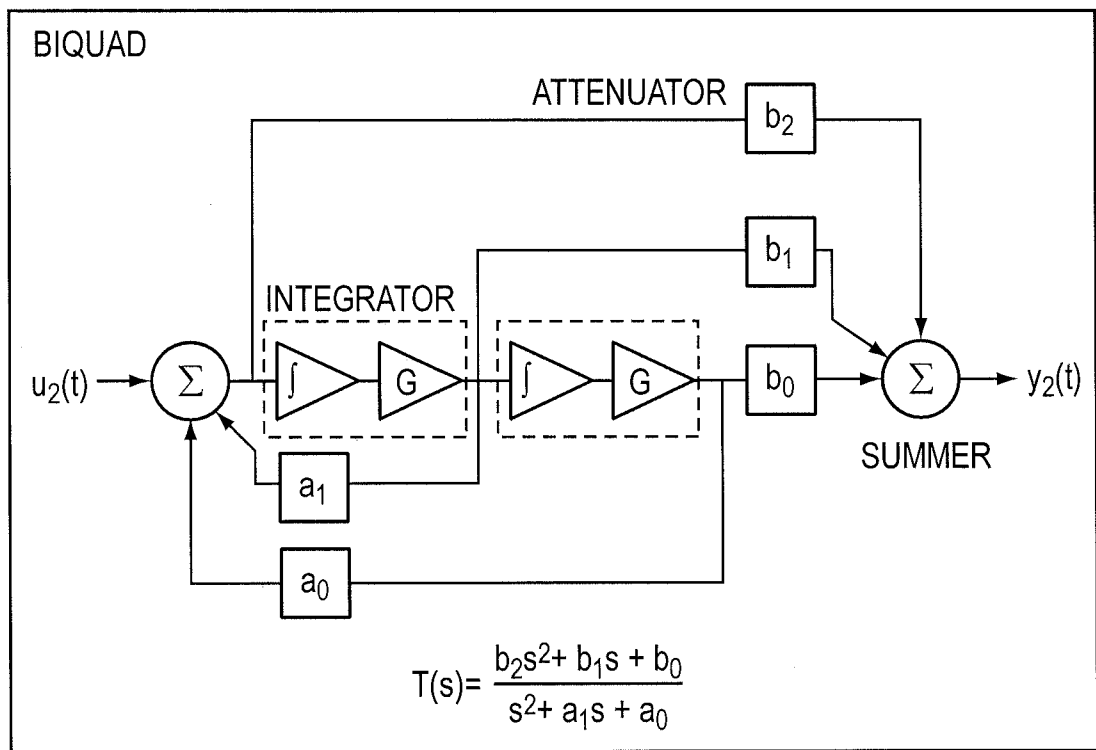 BIQUAD
ATTENUATOR
b₂
b₁
INTEGRATOR
u₂(t)
Σ
∫
G
∫
G
b₀
Σ
y₂(t)
SUMMER
a₁
a₀
T(s)= b₂s²+ b₁s + b₀
s²+ a₁s + a₀